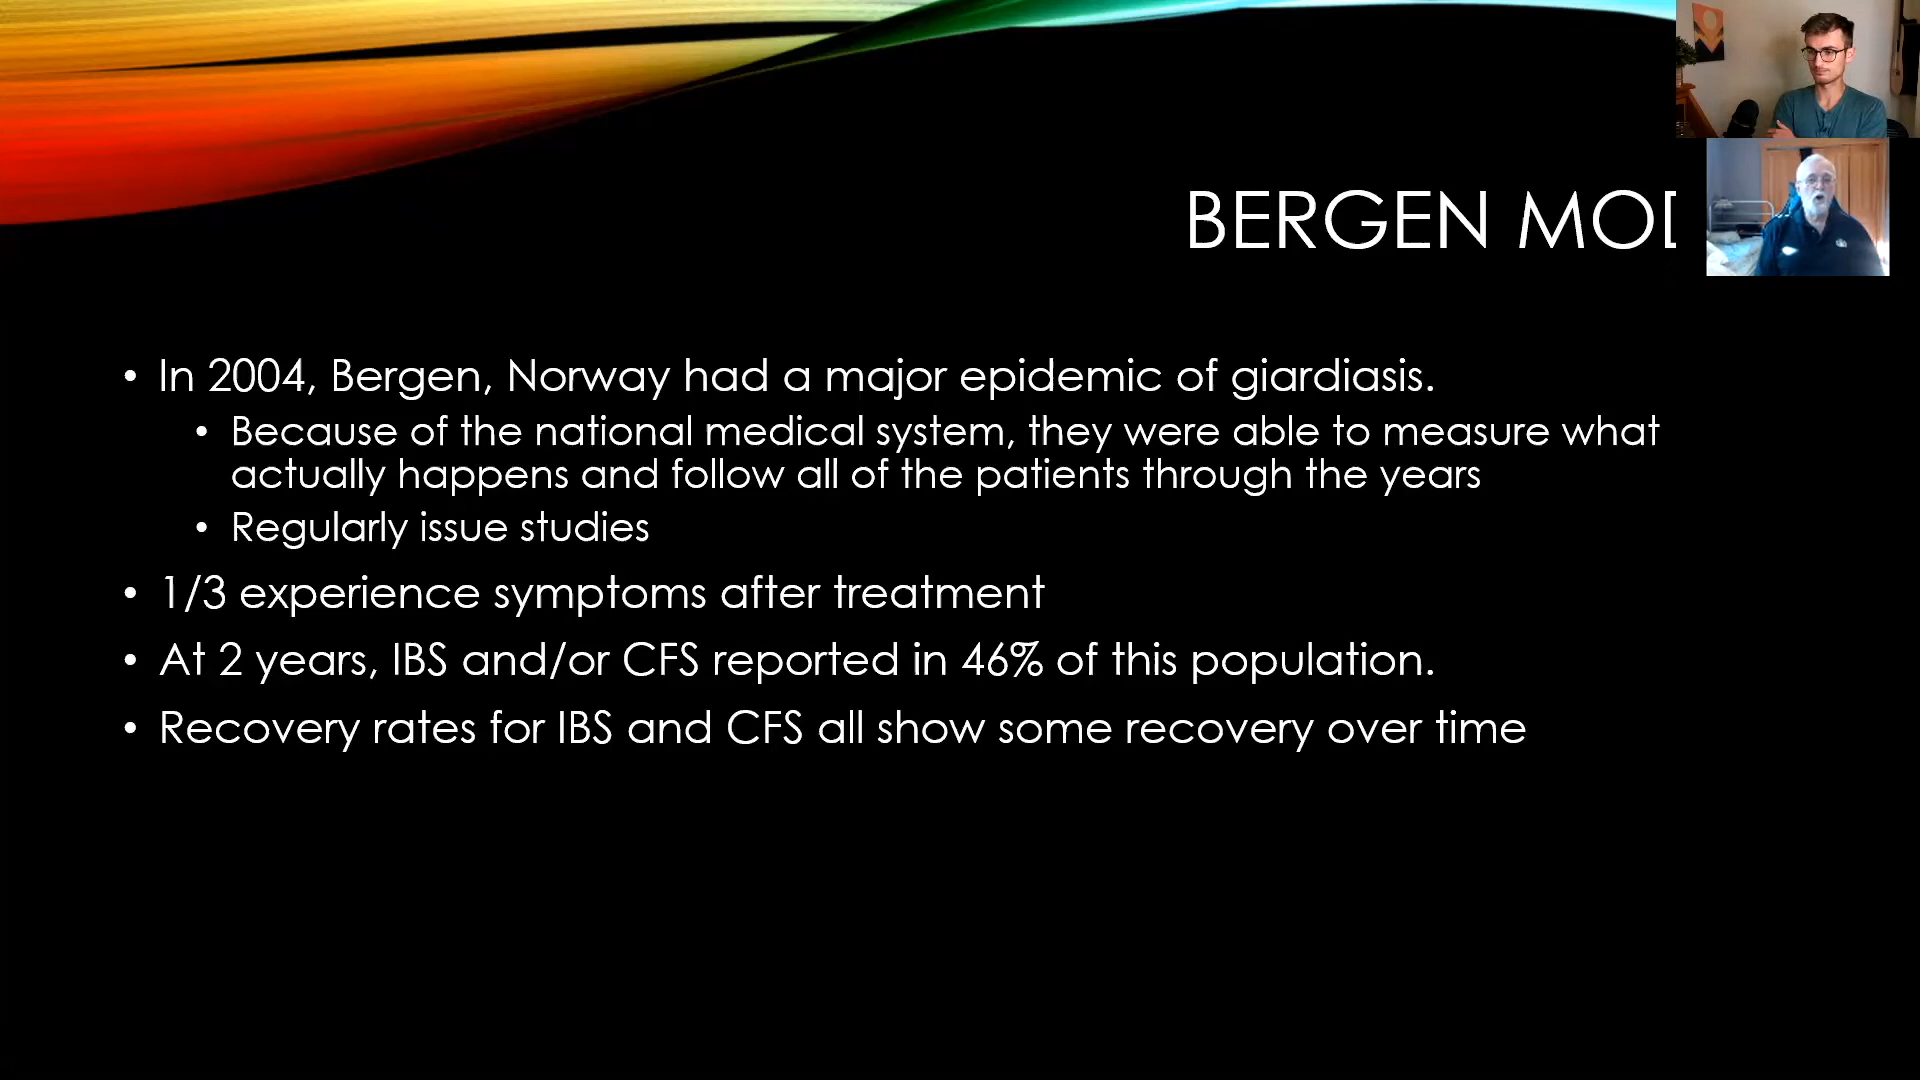 BERGEN MOD
• In 2004, Bergen, Norway had a major epidemic of giardiasis.
• Because of the national medical system, they were able to measure what
actually happens and follow all of the patients through the years
• Regularly issue studies
• 1/3 experience symptoms after treatment
• At 2 years, IBS and/or CFS reported in 46% of this population.
• Recovery rates for IBS and CFS all show some recovery over time